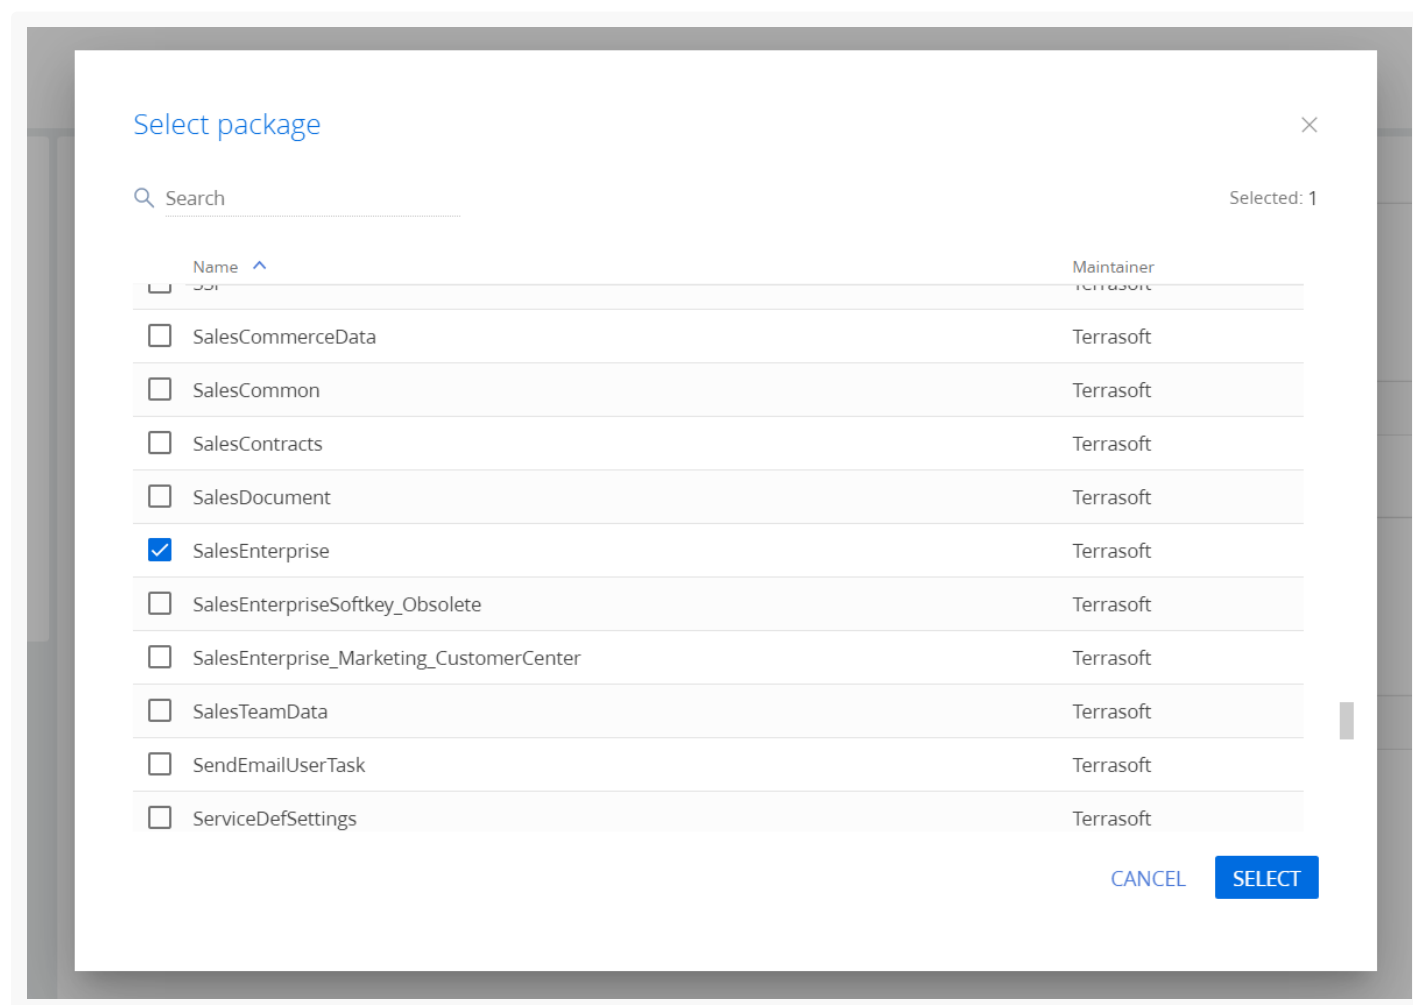 Select package
Search
Selected: 1
Name Maintainer
SalesCommerceData Terrasoft
SalesCommon Terrasoft
SalesContracts Terrasoft
SalesDocument Terrasoft
SalesEnterprise Terrasoft
SalesEnterpriseSoftkey_Obsolete Terrasoft
SalesEnterprise_Marketing_CustomerCenter Terrasoft
SalesTeamData Terrasoft
SendEmailUserTask Terrasoft
ServiceDefSettings Terrasoft
CANCEL SELECT